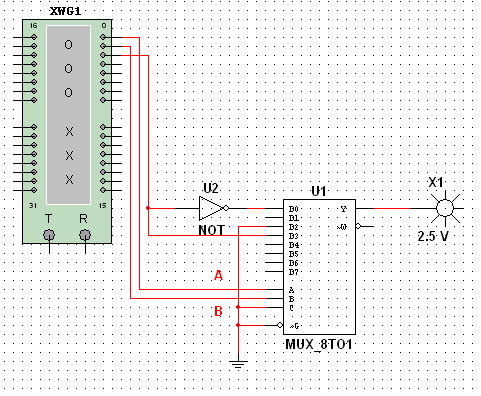 XWG1
16 0
O
O
O
X
X
X
31 15
T R
U2
NOT
U1
D0
D1
D2
D3
D4
D5
D6
D7
A
B
C
~G
Y
~W
MUX_8TO1
X1
2.5 V
A
B